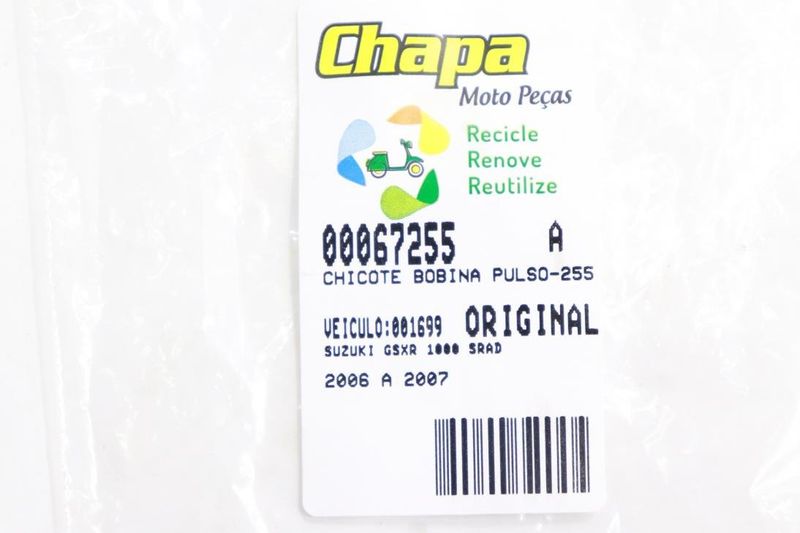 Chapa
Moto Peças
Recicle
Renove
Reutilize
00067255 A
CHICOTE BOBINA PULSO-255
VEICULO:001699 ORIGINAL
SUZUKI GSXR 1000 SRAD
2006 A 2007